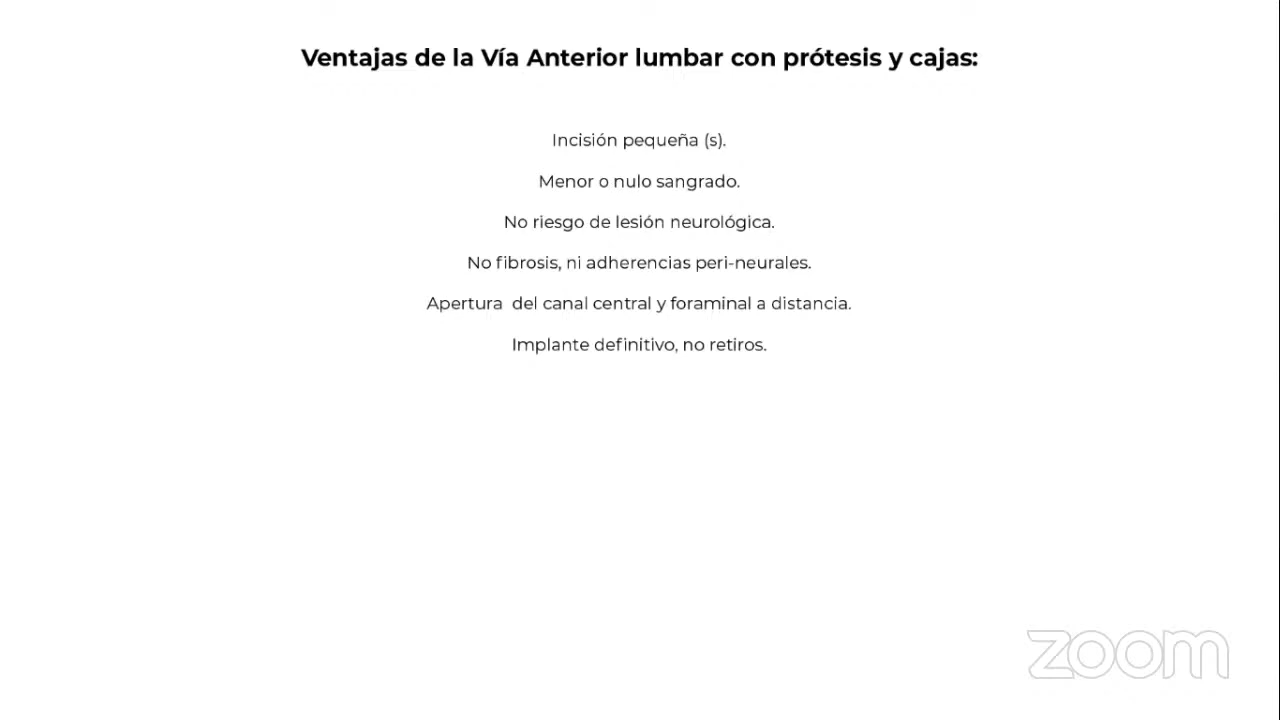 Ventajas de la Vía Anterior lumbar con prótesis y cajas:
Incisión pequeña (s).
Menor o nulo sangrado.
No riesgo de lesión neurológica.
No fibrosis, ni adherencias peri-neurales.
Apertura  del canal central y foraminal a distancia.
Implante definitivo, no retiros.
zoom